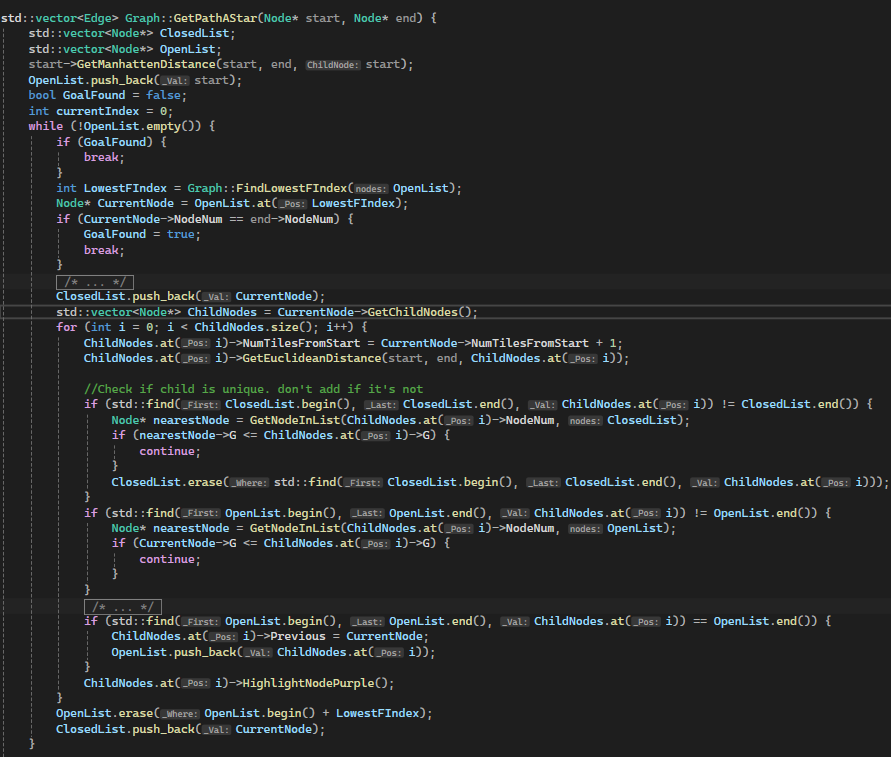 std::vector<Edge> Graph::GetPathAStar(Node* start, Node* end) {
    std::vector<Node*> ClosedList;
    std::vector<Node*> OpenList;
    start->GetManhattenDistance(start, end, ChildNode: start);
    OpenList.push_back(_Val: start);
    bool GoalFound = false;
    int currentIndex = 0;
    while (!OpenList.empty()) {
        if (GoalFound) {
            break;
        }
        int LowestFIndex = Graph::FindLowestFIndex(nodes: OpenList);
        Node* CurrentNode = OpenList.at(_Pos: LowestFIndex);
        if (CurrentNode->NodeNum == end->NodeNum) {
            GoalFound = true;
            break;
        }
        /* ... */
        ClosedList.push_back(_Val: CurrentNode);
        std::vector<Node*> ChildNodes = CurrentNode->GetChildNodes();
        for (int i = 0; i < ChildNodes.size(); i++) {
            ChildNodes.at(_Pos: i)->NumTilesFromStart = CurrentNode->NumTilesFromStart + 1;
            ChildNodes.at(_Pos: i)->GetEuclideanDistance(start, end, ChildNodes.at(_Pos: i));
            //Check if child is unique. don't add if it's not
            if (std::find(_First: ClosedList.begin(), _Last: ClosedList.end(), _Val: ChildNodes.at(_Pos: i)) != ClosedList.end()) {
                Node* nearestNode = GetNodeInList(ChildNodes.at(_Pos: i)->NodeNum, nodes: ClosedList);
                if (nearestNode->G <= ChildNodes.at(_Pos: i)->G) {
                    continue;
                }
                ClosedList.erase(_Where: std::find(_First: ClosedList.begin(), _Last: ClosedList.end(), _Val: ChildNodes.at(_Pos: i)));
            }
            if (std::find(_First: OpenList.begin(), _Last: OpenList.end(), _Val: ChildNodes.at(_Pos: i)) != OpenList.end()) {
                Node* nearestNode = GetNodeInList(ChildNodes.at(_Pos: i)->NodeNum, nodes: OpenList);
                if (CurrentNode->G <= ChildNodes.at(_Pos: i)->G) {
                    continue;
                }
            }
            /* ... */
            if (std::find(_First: OpenList.begin(), _Last: OpenList.end(), _Val: ChildNodes.at(_Pos: i)) == OpenList.end()) {
                ChildNodes.at(_Pos: i)->Previous = CurrentNode;
                OpenList.push_back(_Val: ChildNodes.at(_Pos: i));
            }
            ChildNodes.at(_Pos: i)->HighlightNodePurple();
        }
        OpenList.erase(_Where: OpenList.begin() + LowestFIndex);
        ClosedList.push_back(_Val: CurrentNode);
    }